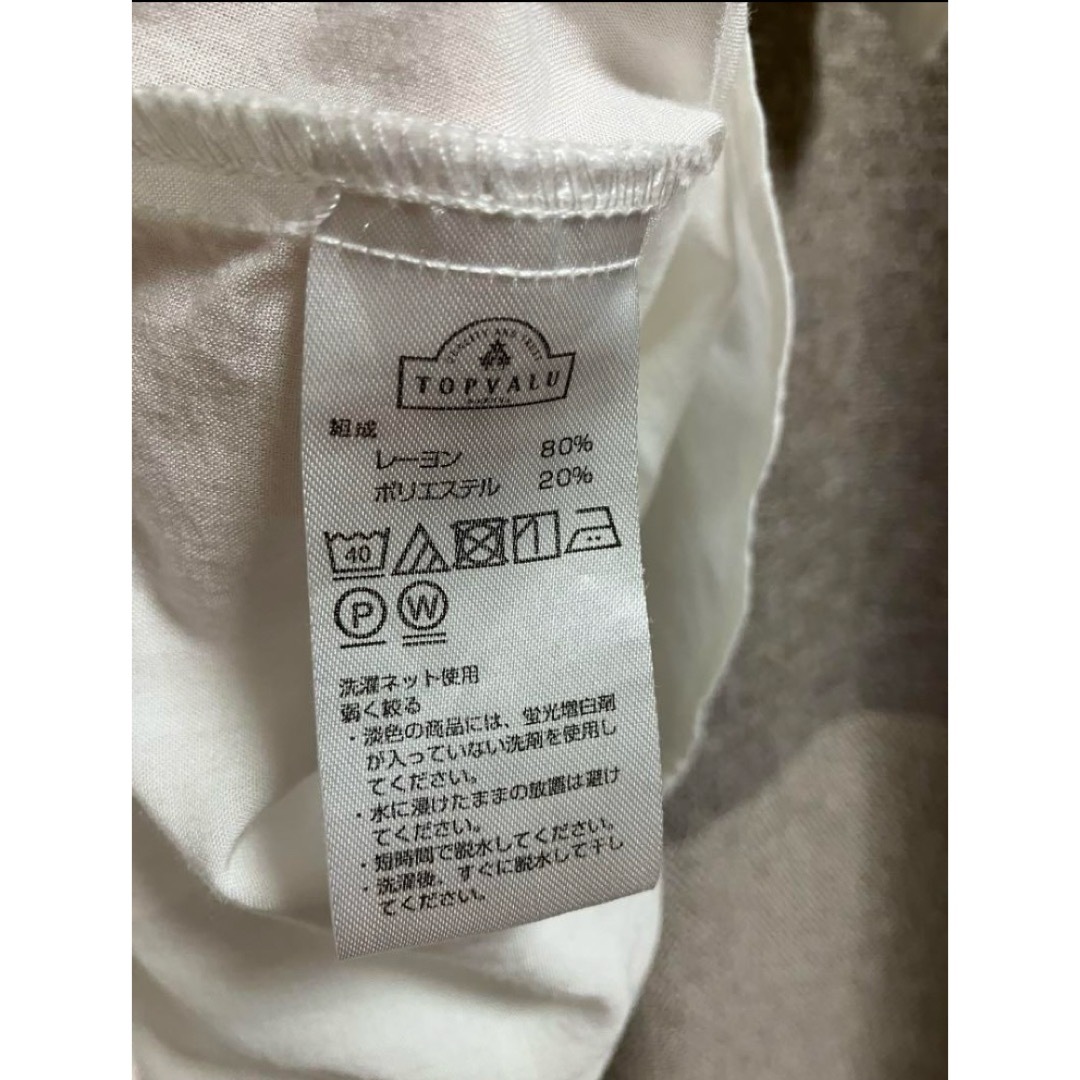 QUALITY AND TRUST
TOPVALU
組成
レーヨン 80%
ポリエステル 20%
40
P W
洗濯ネット使用
弱く絞る
・淡色の商品には、蛍光増白剤
が入っていない洗剤を使用し
てください。
・水に浸けたままの放置は避け
てください。
・短時間で脱水してください。
・洗濯後、すぐに脱水して干し
てください。